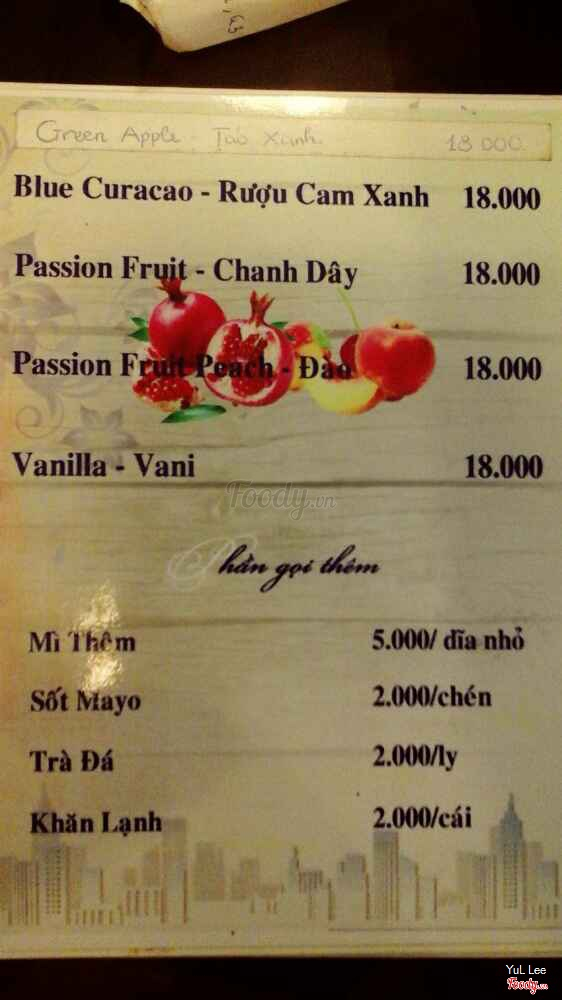 Green Apple - Táo Xanh 18 000
Blue Curacao - Rượu Cam Xanh 18.000
Passion Fruit - Chanh Dây 18.000
Passion Fruit Peach - Đào 18.000
Vanilla - Vani 18.000
Foody.vn
Phần gọi thêm
Mì Thêm 5.000/ dĩa nhỏ
Sốt Mayo 2.000/chén
Trà Đá 2.000/ly
Khăn Lạnh 2.000/cái
YuL Lee
Foody.vn